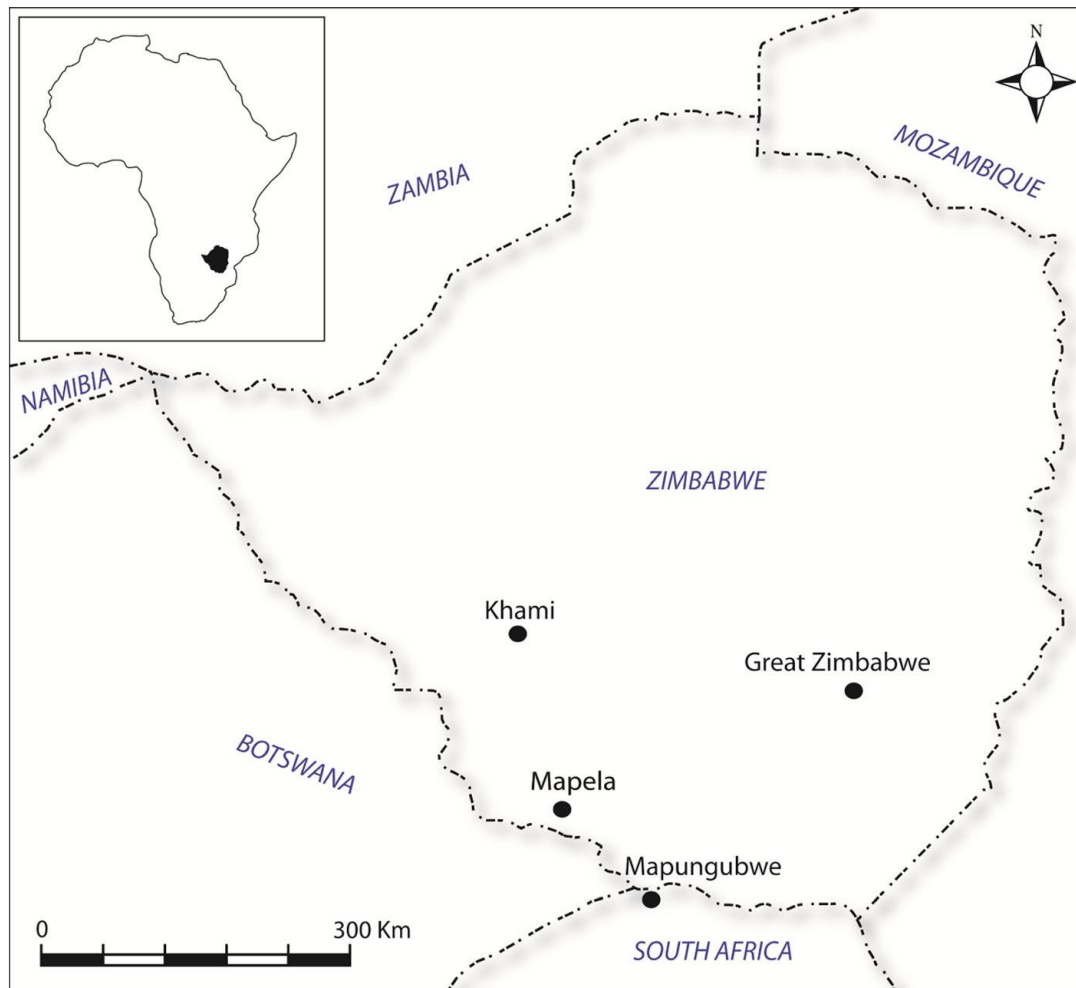 N
MOZAMBIQUE
ZAMBIA
NAMIBIA
ZIMBABWE
Khami
Great Zimbabwe
BOTSWANA
Mapela
Mapungubwe
0 300 Km
SOUTH AFRICA